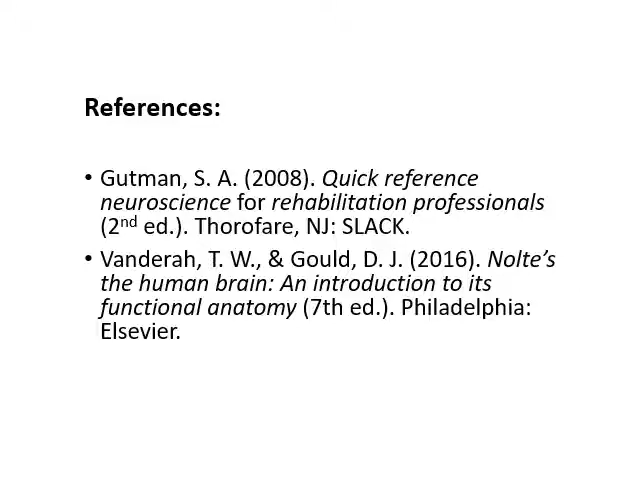 References:
• Gutman, S. A. (2008). Quick reference
neuroscience for rehabilitation professionals
(2nd ed.). Thorofare, NJ: SLACK.
• Vanderah, T. W., & Gould, D. J. (2016). Nolte’s
the human brain: An introduction to its
functional anatomy (7th ed.). Philadelphia:
Elsevier.